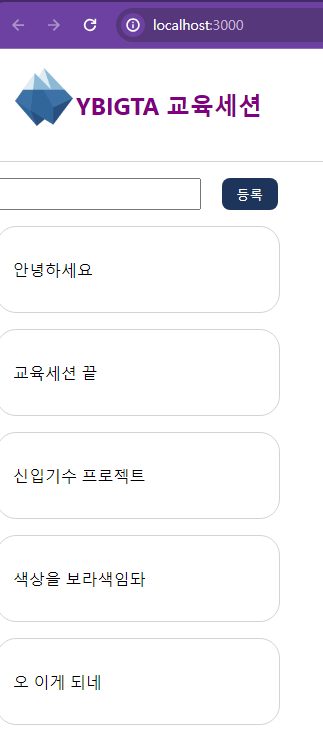 localhost:3000
YBIGTA 교육세션
등록
안녕하세요
교육세션 끝
신입기수 프로젝트
색상을 보라색임돠
오 이게 되네